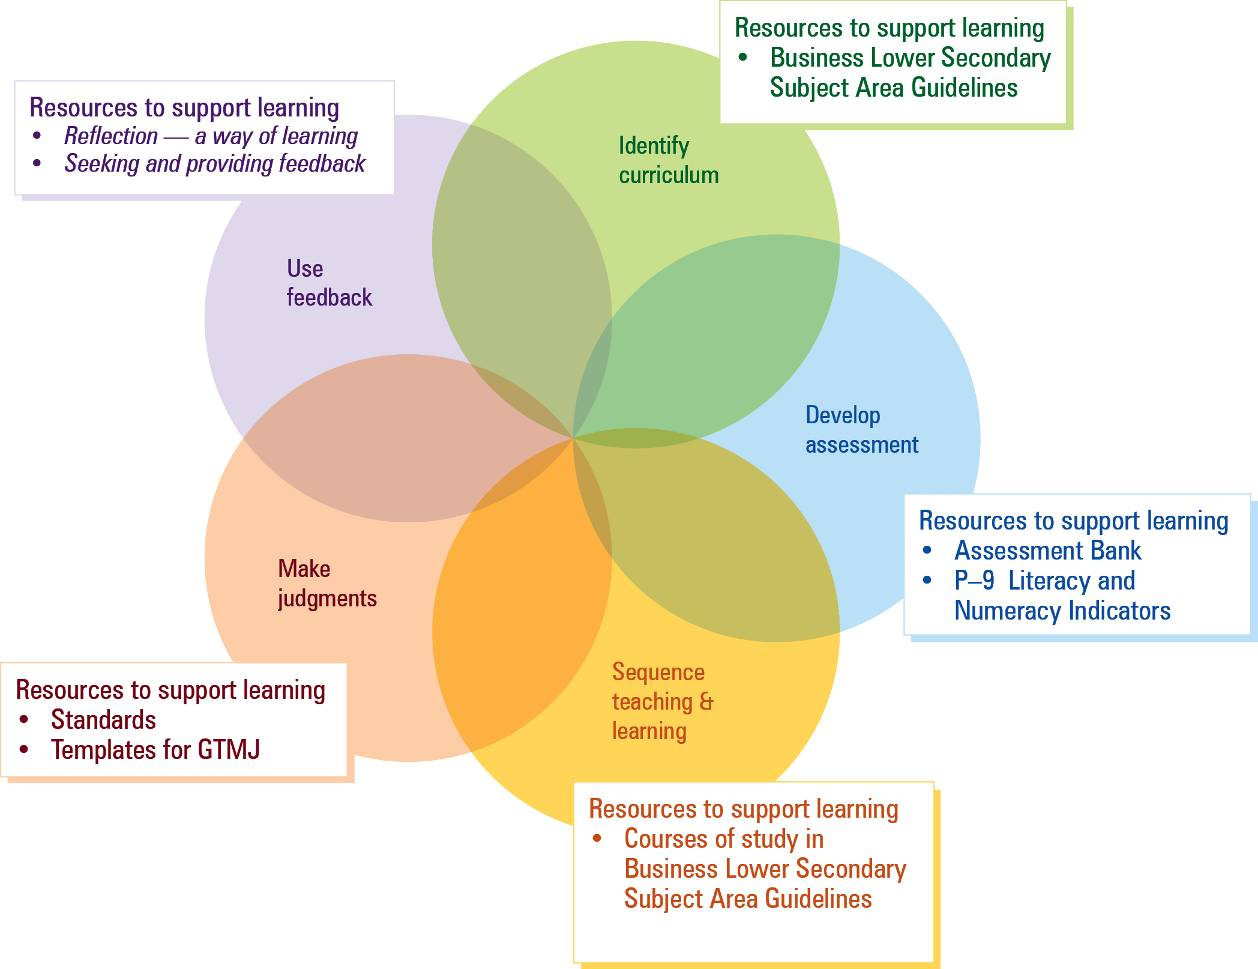 Resources to support learning
• Business Lower Secondary
Subject Area Guidelines
Resources to support learning
• Reflection — a way of learning
• Seeking and providing feedback
Identify
curriculum
Use
feedback
Develop
assessment
Resources to support learning
• Assessment Bank
• P–9 Literacy and
Numeracy Indicators
Make
judgments
Resources to support learning
• Standards
• Templates for GTMJ
Sequence
teaching &
learning
Resources to support learning
• Courses of study in
Business Lower Secondary
Subject Area Guidelines